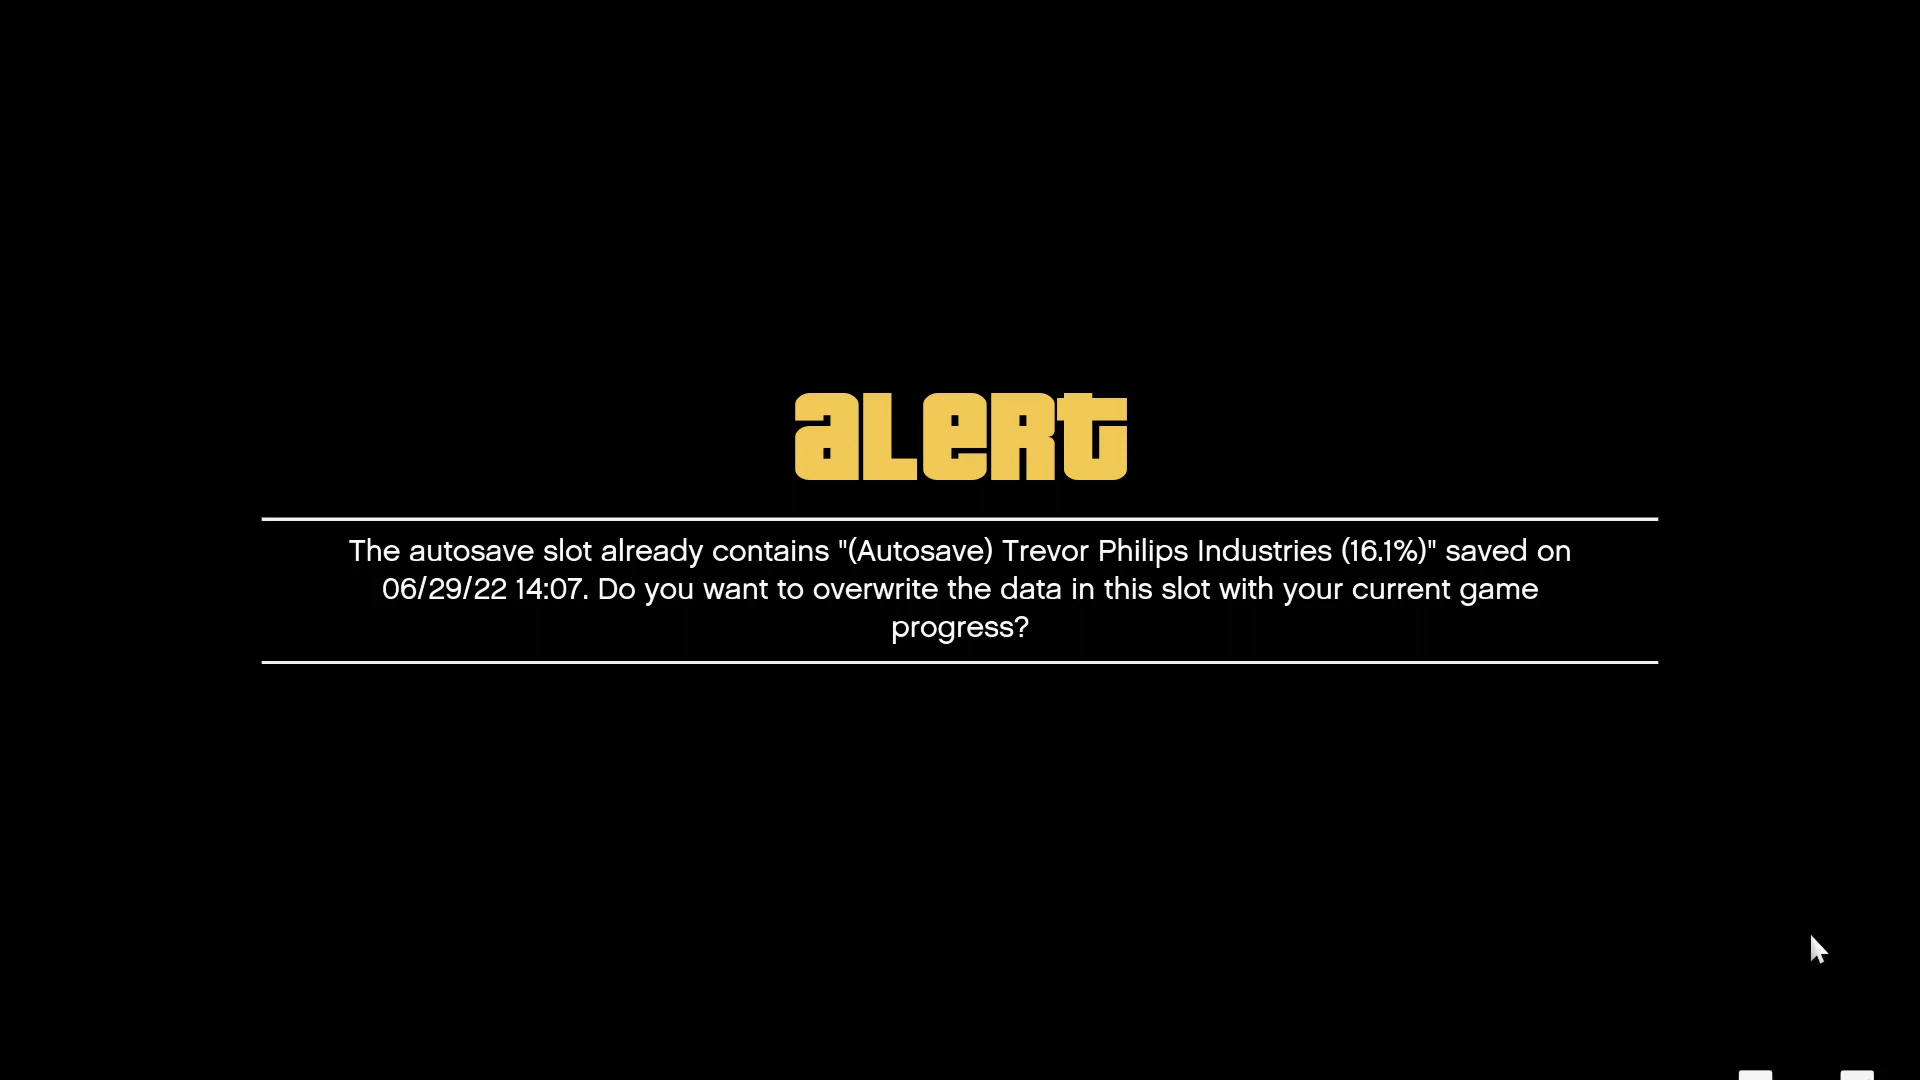 aLeRt
The autosave slot already contains "(Autosave) Trevor Philips Industries (16.1%)" saved on
06/29/22 14:07. Do you want to overwrite the data in this slot with your current game
progress?